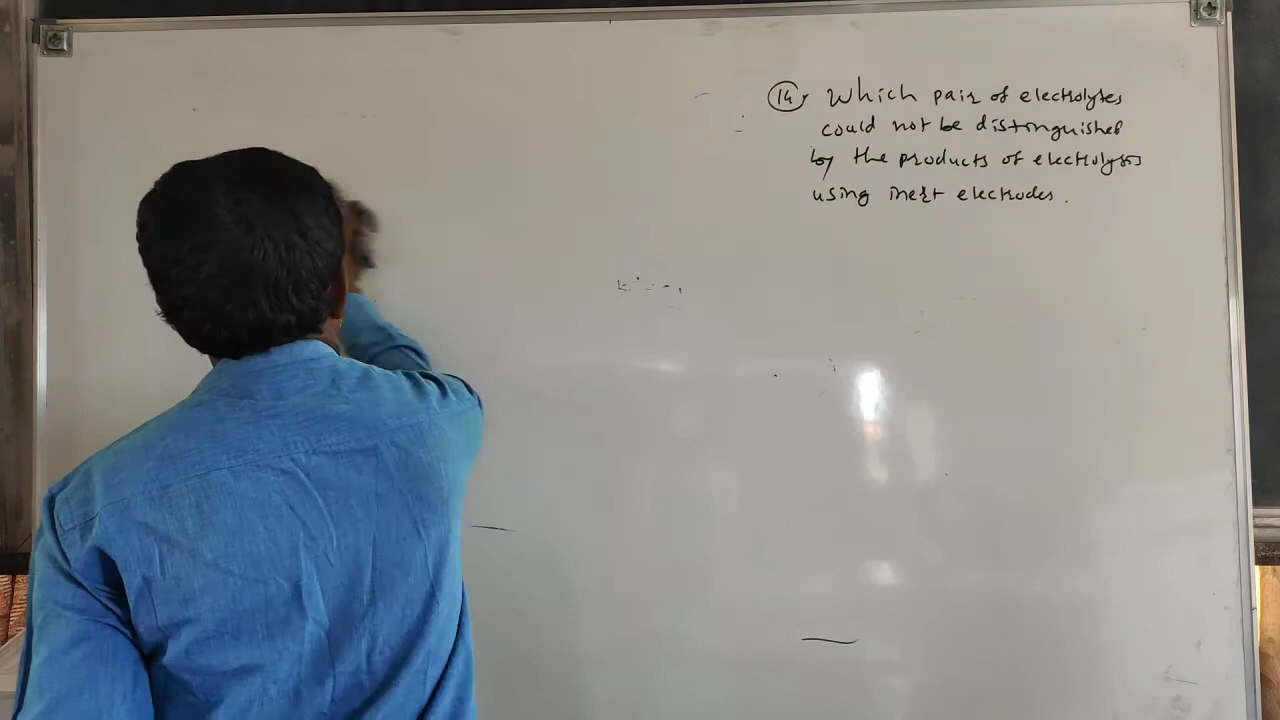 14. Which pair of electrolytes
could not be distinguished
by the products of electrolysis
using inert electrodes.